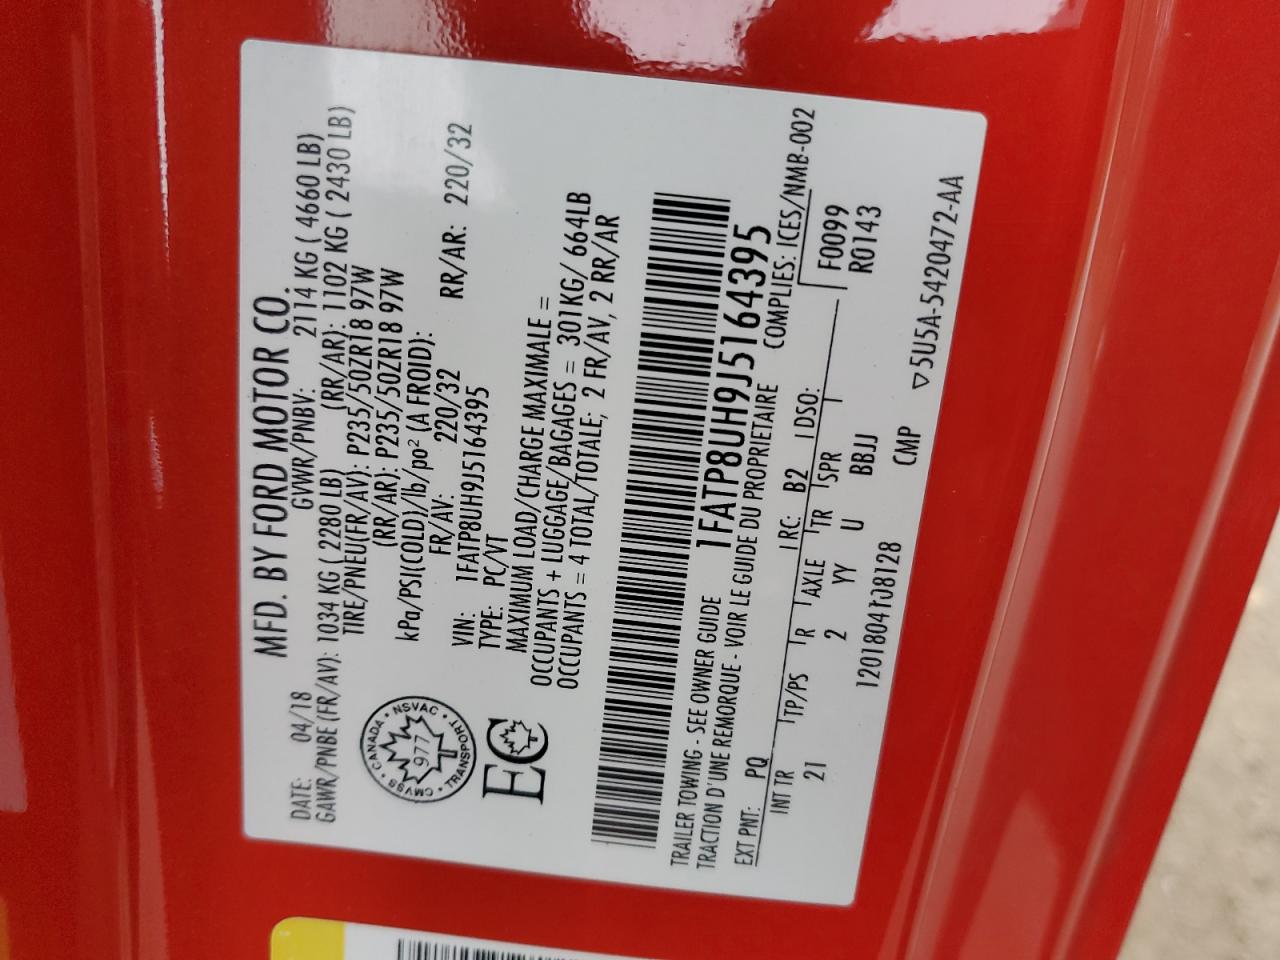 MFD. BY FORD MOTOR CO.
DATE: 04/18 GVWR/PNBV: 2114 KG ( 4660 LB)
GAWR/PNBE (FR/AV): 1034 KG ( 2280 LB) (RR/AR): 1102 KG ( 2430 LB)
TIRE/PNEU(FR/AV): P235/50ZR18 97W
(RR/AR): P235/50ZR18 97W
kPa/PSI(COLD)/lb/po² (A FROID):
FR/AV: 220/32 RR/AR: 220/32
VIN: 1FATP8UH9J5164395
TYPE: PC/VT
MAXIMUM LOAD/CHARGE MAXIMALE =
OCCUPANTS + LUGGAGE/BAGAGES = 301KG/ 664LB
OCCUPANTS = 4 TOTAL/TOTALE; 2 FR/AV, 2 RR/AR
CMVSS • CANADA • NSVAC • TRANSPORT
977
EC
1FATP8UH9J5164395
TRAILER TOWING - SEE OWNER GUIDE
TRACTION D'UNE REMORQUE - VOIR LE GUIDE DU PROPRIETAIRE
COMPLIES: ICES/NMB-002
EXT PNT: PQ RC: B2 DSO: F0099
R0143
INT TR TP/PS R AXLE TR SPR
21 2 YY U BBJJ
CMP
1201804108128
▽5U5A-5420472-AA